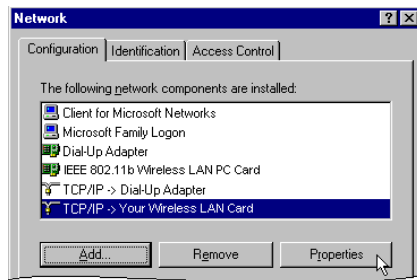 Network
Configuration Identification Access Control
The following network components are installed:
Client for Microsoft Networks
Microsoft Family Logon
Dial-Up Adapter
IEEE 802.11b Wireless LAN PC Card
TCP/IP -> Dial-Up Adapter
TCP/IP -> Your Wireless LAN Card
Add... Remove Properties